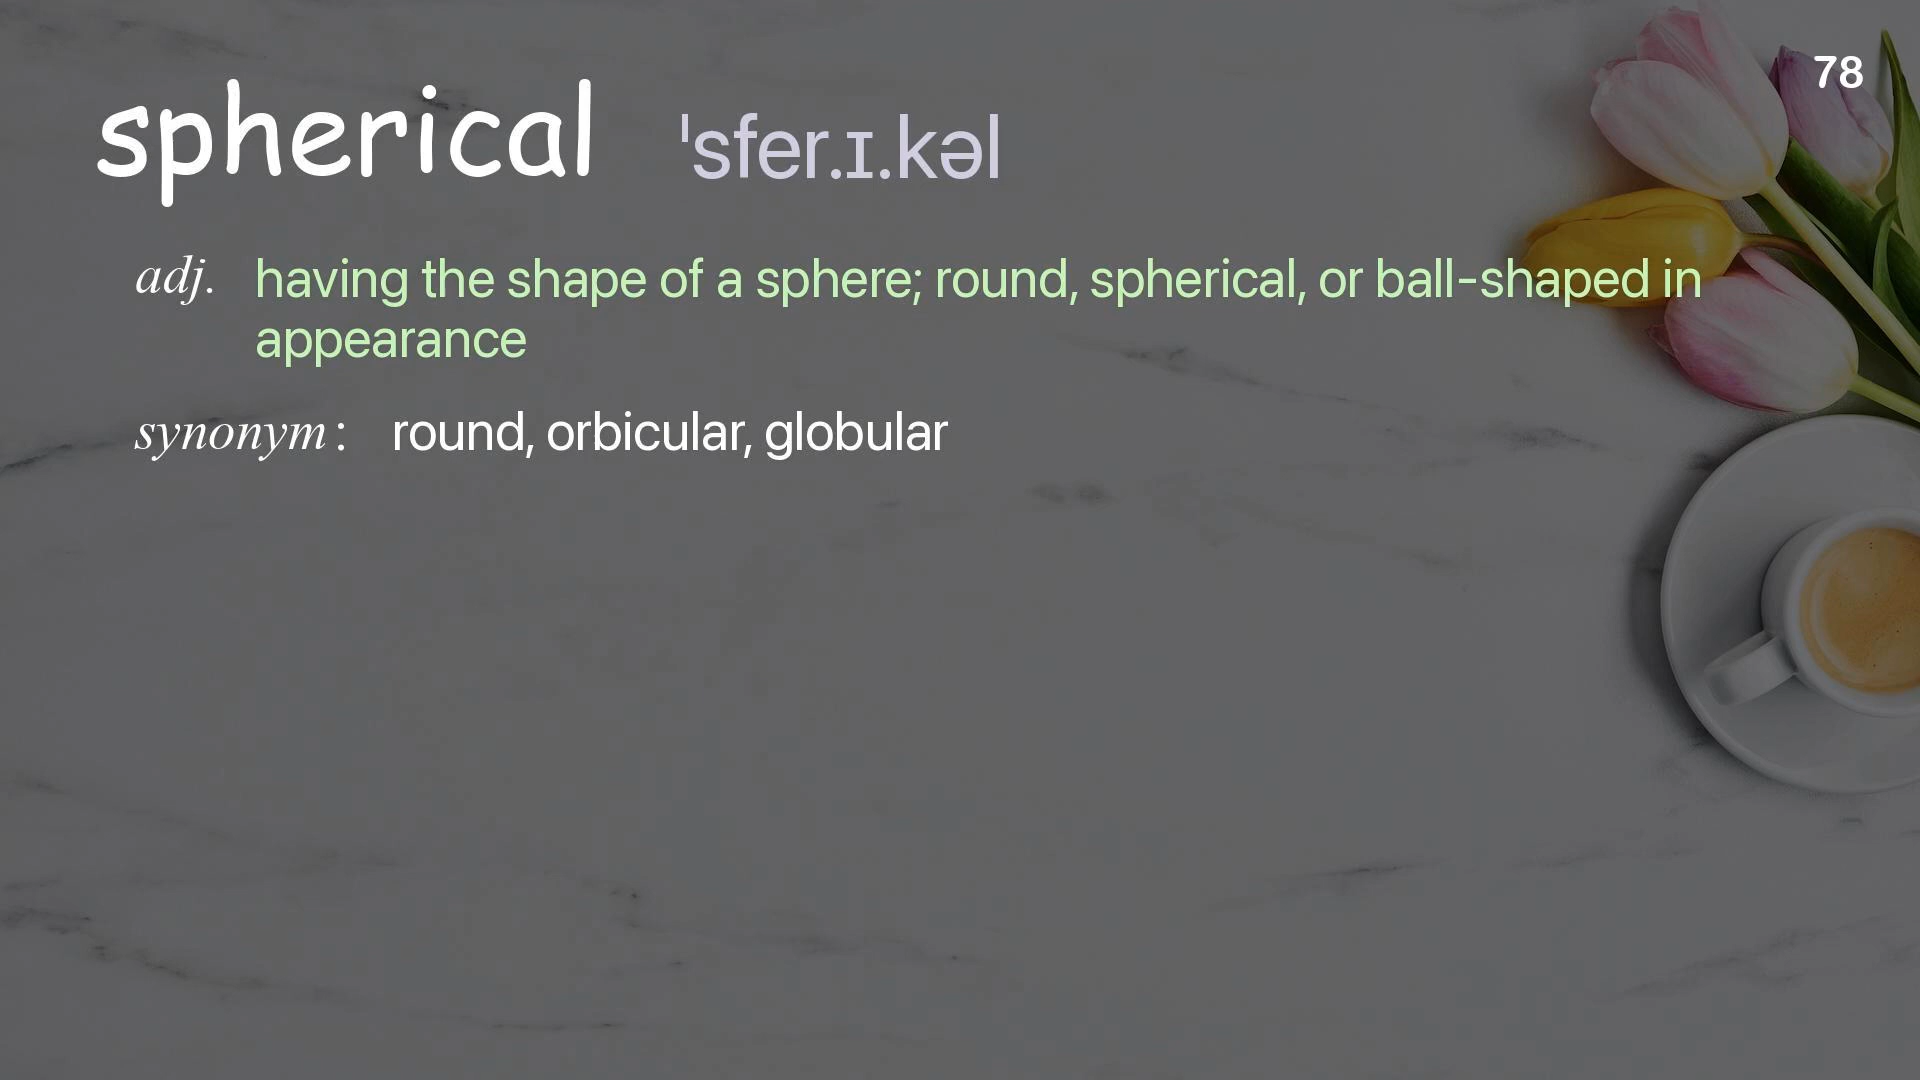 78
spherical ˈsfer.ɪ.kəl
adj. having the shape of a sphere; round, spherical, or ball-shaped in
appearance
synonym: round, orbicular, globular